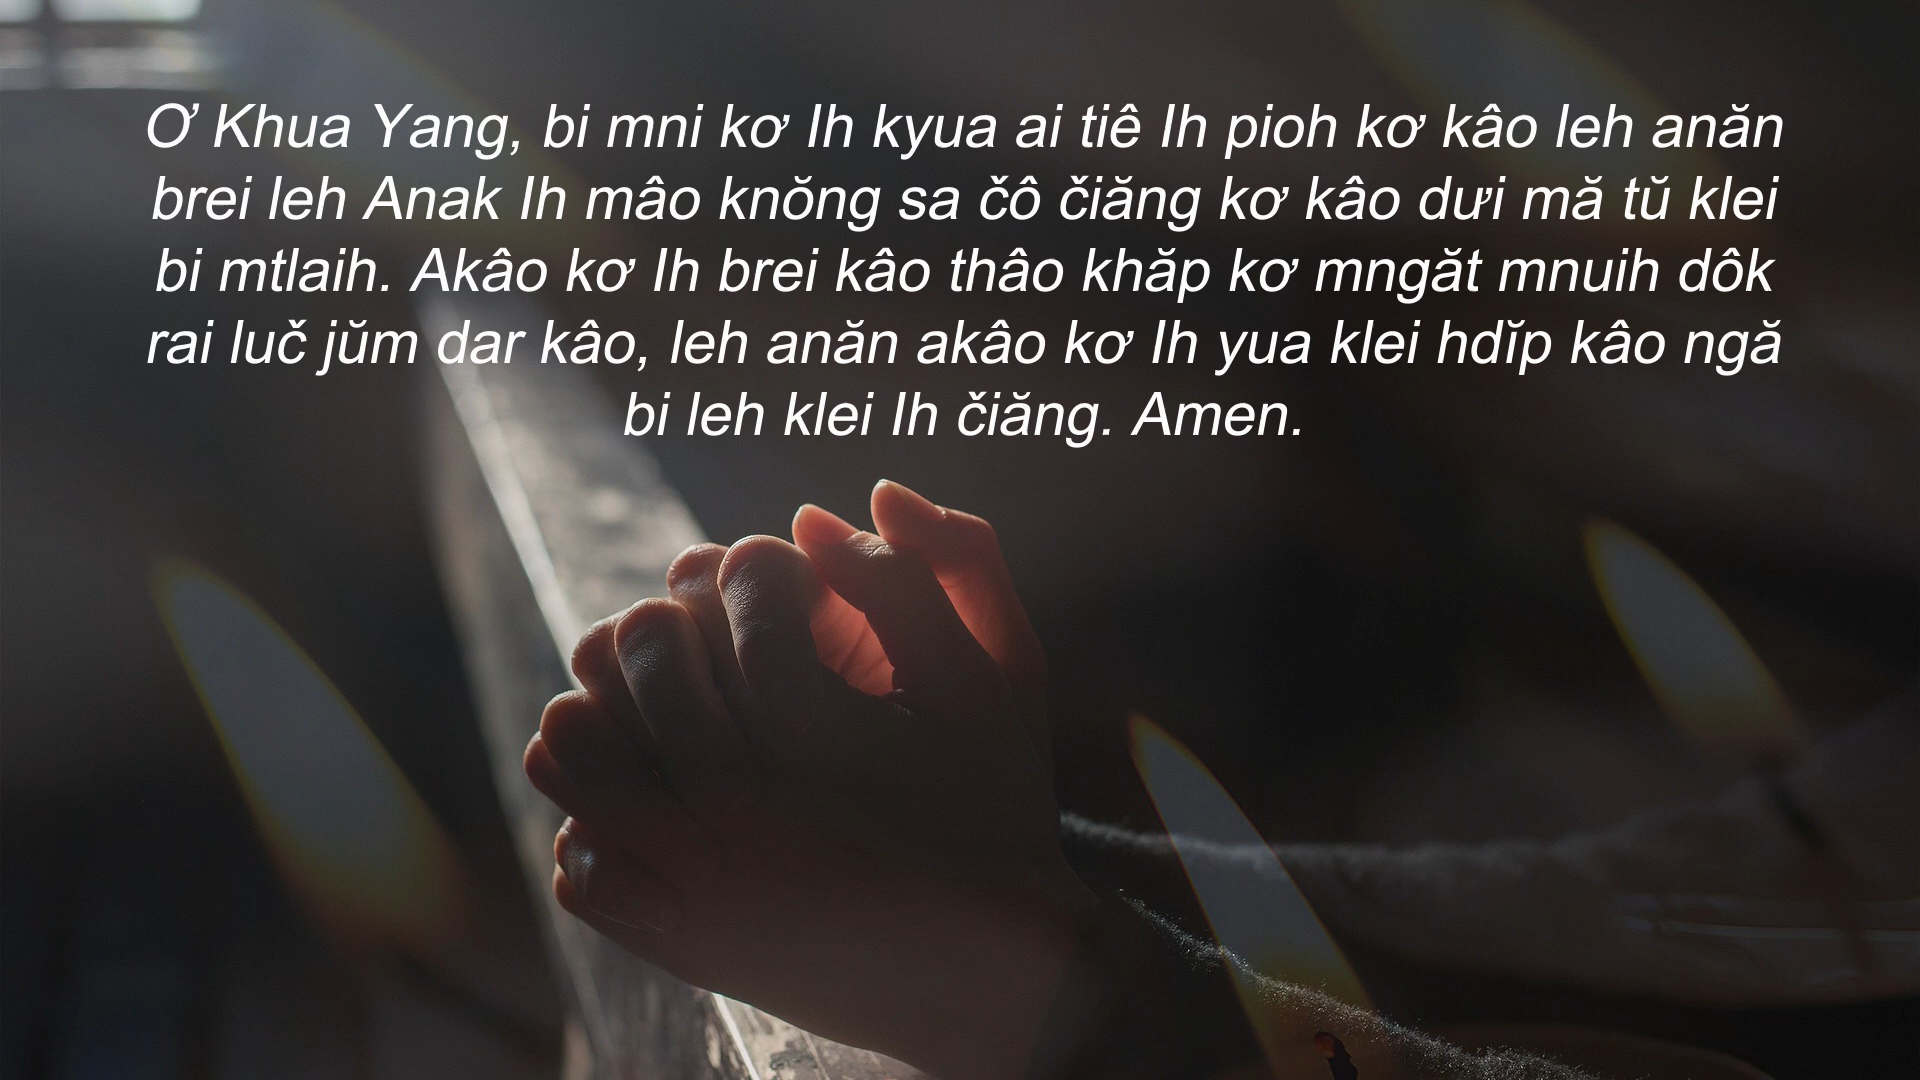 Ơ Khua Yang, bi mni kơ Ih kyua ai tiê Ih pioh kơ kâo leh anăn
brei leh Anak Ih mâo knŏng sa čô čiăng kơ kâo dưi mă tŭ klei
bi mtlaih. Akâo kơ Ih brei kâo thâo khăp kơ mngăt mnuih dôk
rai luč jŭm dar kâo, leh anăn akâo kơ Ih yua klei hdĭp kâo ngă
bi leh klei Ih čiăng. Amen.